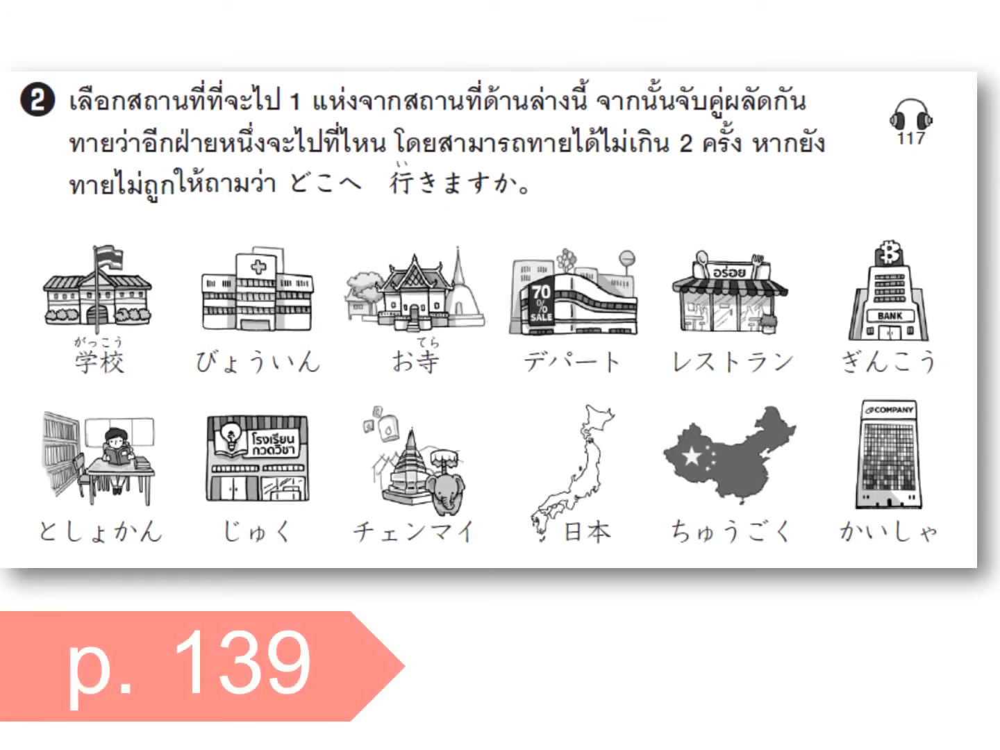 2 เลือกสถานที่ที่จะไป 1 แห่งจากสถานที่ด้านล่างนี้ จากนั้นจับคู่ผลัดกัน
ทายว่าอีกฝ่ายหนึ่งจะไปที่ไหน โดยสามารถทายได้ไม่เกิน 2 ครั้ง หากยัง
117
い
ทายไม่ถูกให้ถามว่า どこへ 行きますか。
อร่อย
฿
70 % SALE
BANK
がっこう てら
学校 びょういん お寺 デパート レストラン ぎんこう
COMPANY
โรงเรียน
กวดวิชา
としょかん じゅく チェンマイ 日本 ちゅうごく かいしゃ
p. 139